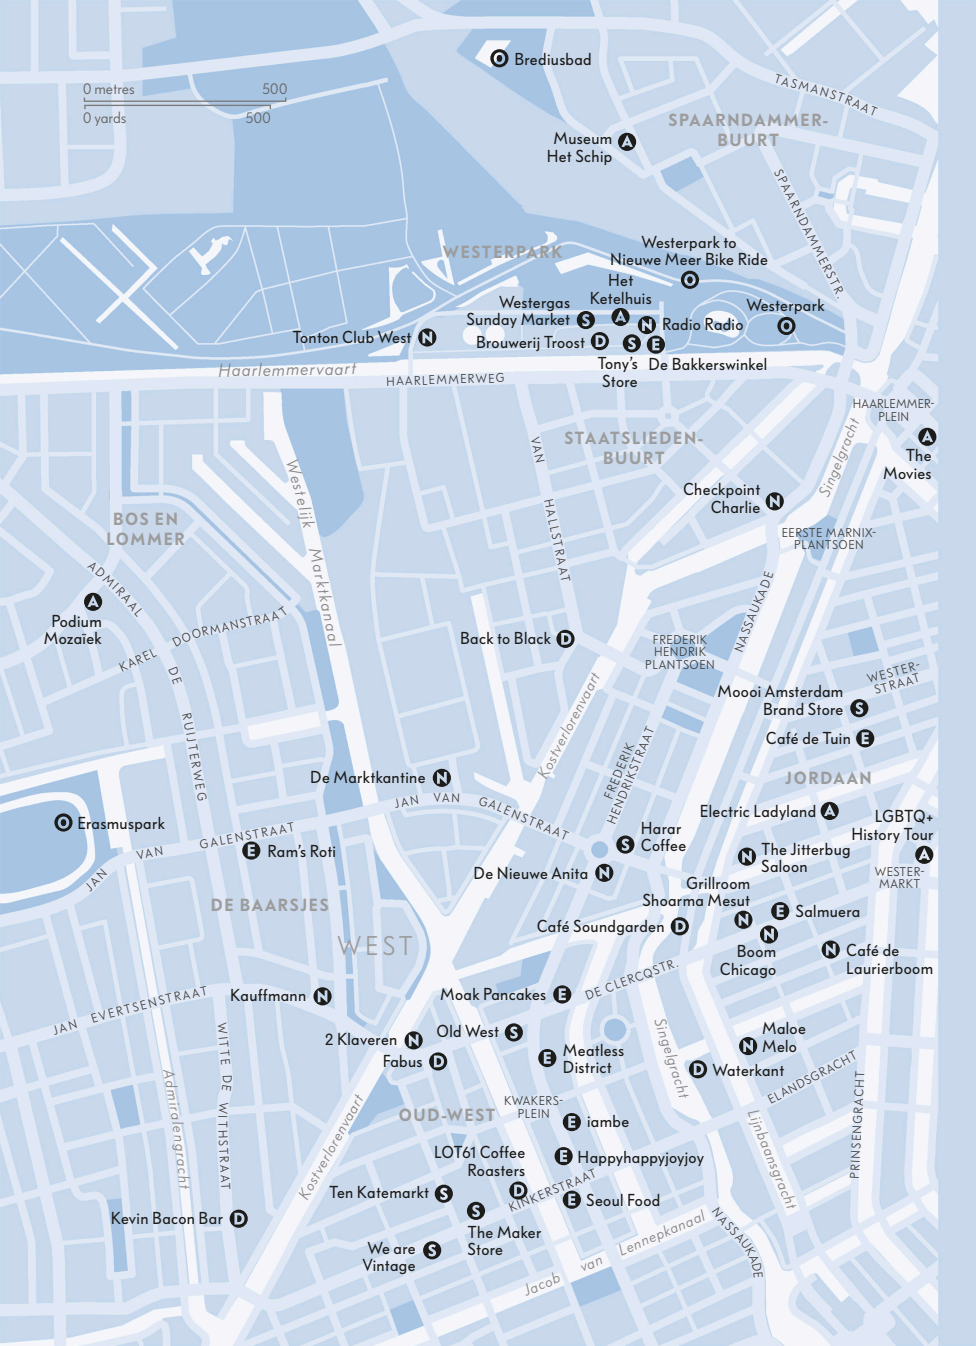 O Brediusbad
0 metres 500
0 yards 500
TASMANSTRAAT
SPAARNDAMMER-
BUURT
Museum
Het Schip A
SPAARNDAMMERSTR.
WESTERPARK
Westerpark to
Nieuwe Meer Bike Ride
O
Het
Ketelhuis
A
Westergas
Sunday Market S
Westerpark
O
N Radio Radio
Tonton Club West N
Brouwerij Troost D
S
Tony's
Store
E
De Bakkerswinkel
Haarlemmervaart
HAARLEMMERWEG
HAARLEMMER-
PLEIN
A
The
Movies
Singelgracht
STAATSLIEDEN-
BUURT
VAN
HALLSTRAAT
Westelijk
Marktkanaal
Checkpoint
Charlie N
BOS EN
LOMMER
EERSTE MARNIX-
PLANTSOEN
ADMIRAAL
A
Podium
Mozaïek
KAREL
DOORMANSTRAAT
DE
RUIJTERWEG
NASSAUKADE
Back to Black D
FREDERIK
HENDRIK
PLANTSOEN
WESTER-
STRAAT
Moooi Amsterdam
Brand Store S
Kostverlorenvaart
Café de Tuin E
FREDERIK
HENDRIKSTRAAT
JORDAAN
De Marktkantine N
JAN VAN GALENSTRAAT
Electric Ladyland A
LGBTQ+
History Tour
A
O Erasmuspark
JAN VAN GALENSTRAAT
E Ram's Roti
Harar
Coffee E
S
N The Jitterbug
Saloon
WESTER-
MARKT
De Nieuwe Anita N
Grillroom
Shoarma Mesut
N
DE BAARSJES
E Salmuera
Café Soundgarden D
N
Boom
Chicago
WEST
N Café de
Laurierboom
DE CLERCQSTR.
Kauffmann N
Moak Pancakes E
JAN EVERTSENSTRAAT
WITTE DE WITHSTRAAT
2 Klaveren N
Old West S
Singelgracht
Maloe
N Melo
Fabus D
E Meatless
District
D Waterkant
ELANDSGRACHT
Admiralengracht
KWAKERS-
PLEIN
OUD-WEST
E iambe
Lijnbaansgracht
PRINSENGRACHT
Kostverlorenvaart
LOT61 Coffee
Roasters
D
E Happyhappyjoyjoy
Ten Katemarkt S
KINKERSTRAAT
E Seoul Food
S
The Maker
Store
Kevin Bacon Bar D
NASSAUKADE
We are
Vintage S
Jacob van Lennepkanaal